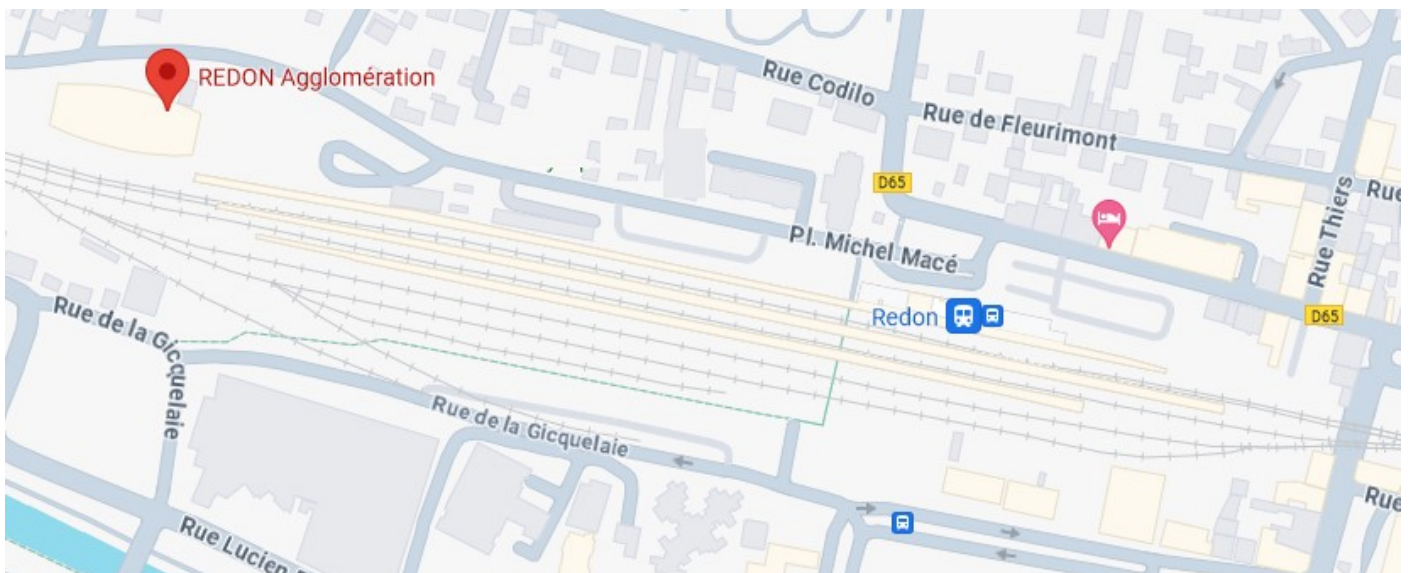 REDON Agglomération
Rue Codilo
Rue de Fleurimont
D65
Rue
Rue Thiers
Pl. Michel Macé
Redon
D65
Rue de la Gicquelaie
Rue de la Gicquelaie
Rue
Rue Lucien